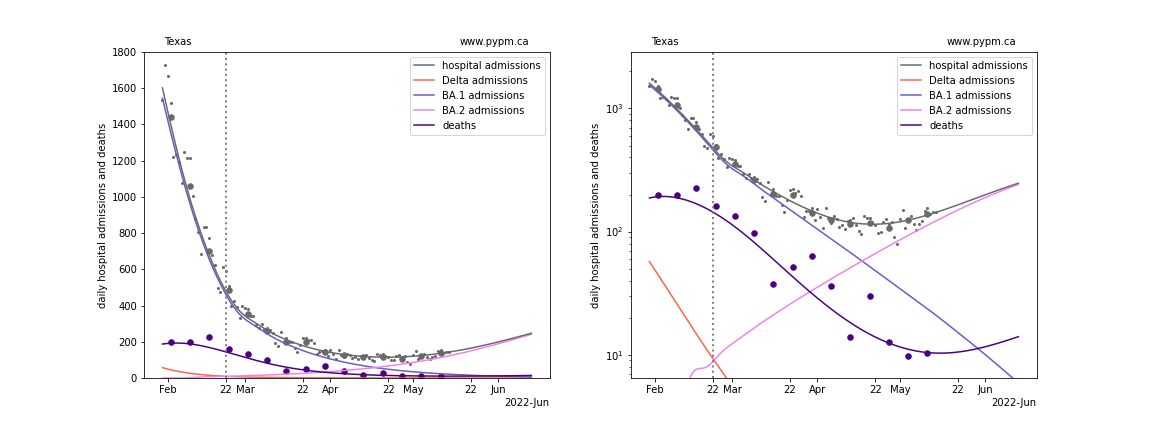 Texas
www.pypm.ca
daily hospital admissions and deaths
1800
1600
1400
1200
1000
800
600
400
200
0
hospital admissions
Delta admissions
BA.1 admissions
BA.2 admissions
deaths
Feb
22
Mar
22
Apr
22
May
22
Jun
2022-Jun
Texas
www.pypm.ca
daily hospital admissions and deaths
10³
10²
10¹
hospital admissions
Delta admissions
BA.1 admissions
BA.2 admissions
deaths
Feb
22
Mar
22
Apr
22
May
22
Jun
2022-Jun